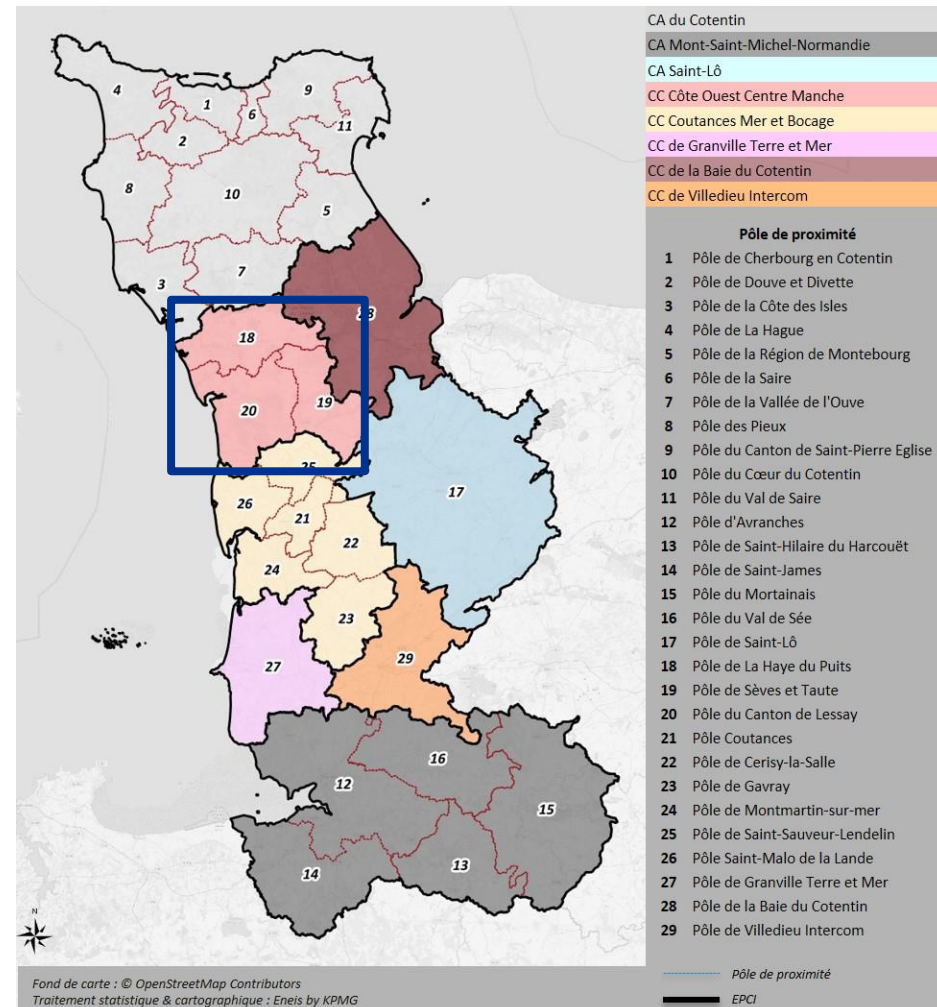 CA du Cotentin
CA Mont-Saint-Michel-Normandie
CA Saint-Lô
CC Côte Ouest Centre Manche
CC Coutances Mer et Bocage
CC de Granville Terre et Mer
CC de la Baie du Cotentin
CC de Villedieu Intercom
Pôle de proximité
1 Pôle de Cherbourg en Cotentin
2 Pôle de Douve et Divette
3 Pôle de la Côte des Isles
4 Pôle de La Hague
5 Pôle de la Région de Montebourg
6 Pôle de la Saire
7 Pôle de la Vallée de l'Ouve
8 Pôle des Pieux
9 Pôle du Canton de Saint-Pierre Eglise
10 Pôle du Cœur du Cotentin
11 Pôle du Val de Saire
12 Pôle d'Avranches
13 Pôle de Saint-Hilaire du Harcouët
14 Pôle de Saint-James
15 Pôle du Mortainais
16 Pôle du Val de Sée
17 Pôle de Saint-Lô
18 Pôle de La Haye du Puits
19 Pôle de Sèves et Taute
20 Pôle du Canton de Lessay
21 Pôle Coutances
22 Pôle de Cerisy-la-Salle
23 Pôle de Gavray
24 Pôle de Montmartin-sur-mer
25 Pôle de Saint-Sauveur-Lendelin
26 Pôle Saint-Malo de la Lande
27 Pôle de Granville Terre et Mer
28 Pôle de la Baie du Cotentin
29 Pôle de Villedieu Intercom
Pôle de proximité
EPCI
4
1
6
9
2
11
8
10
5
7
3
28
18
19
20
25
17
26
21
22
24
23
27
29
16
12
15
13
14
N
Fond de carte : © OpenStreetMap Contributors
Traitement statistique & cartographique : Eneis by KPMG